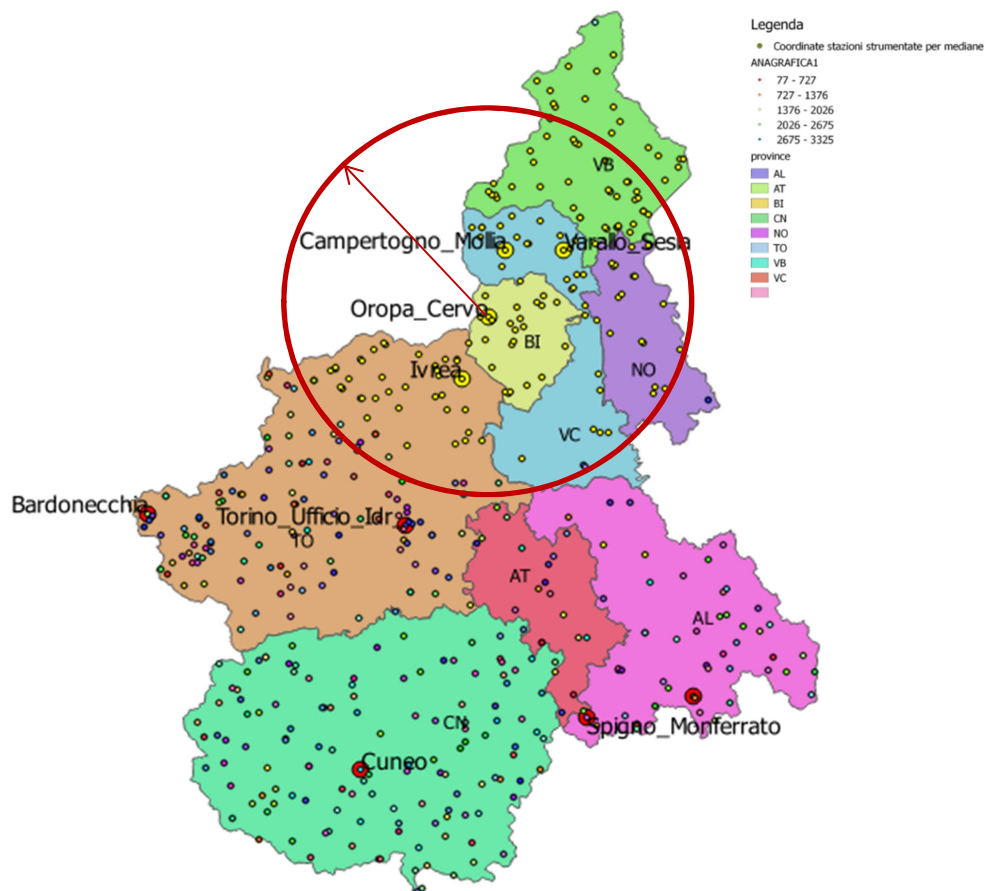 Legenda
Coordinate stazioni strumentate per mediane
ANAGRAFICA1
77 - 727
727 - 1376
1376 - 2026
2026 - 2675
2675 - 3325
province
AL
AT
BI
CN
NO
TO
VB
VC
VB
Campertogno_Mollia
Varallo_Sesia
Oropa_Cervo
BI
Ivrea
NO
VC
Bardonecchia
Torino_Ufficio_Idr_
TO
AT
AL
CN
Spigno_Monferrato
Cuneo